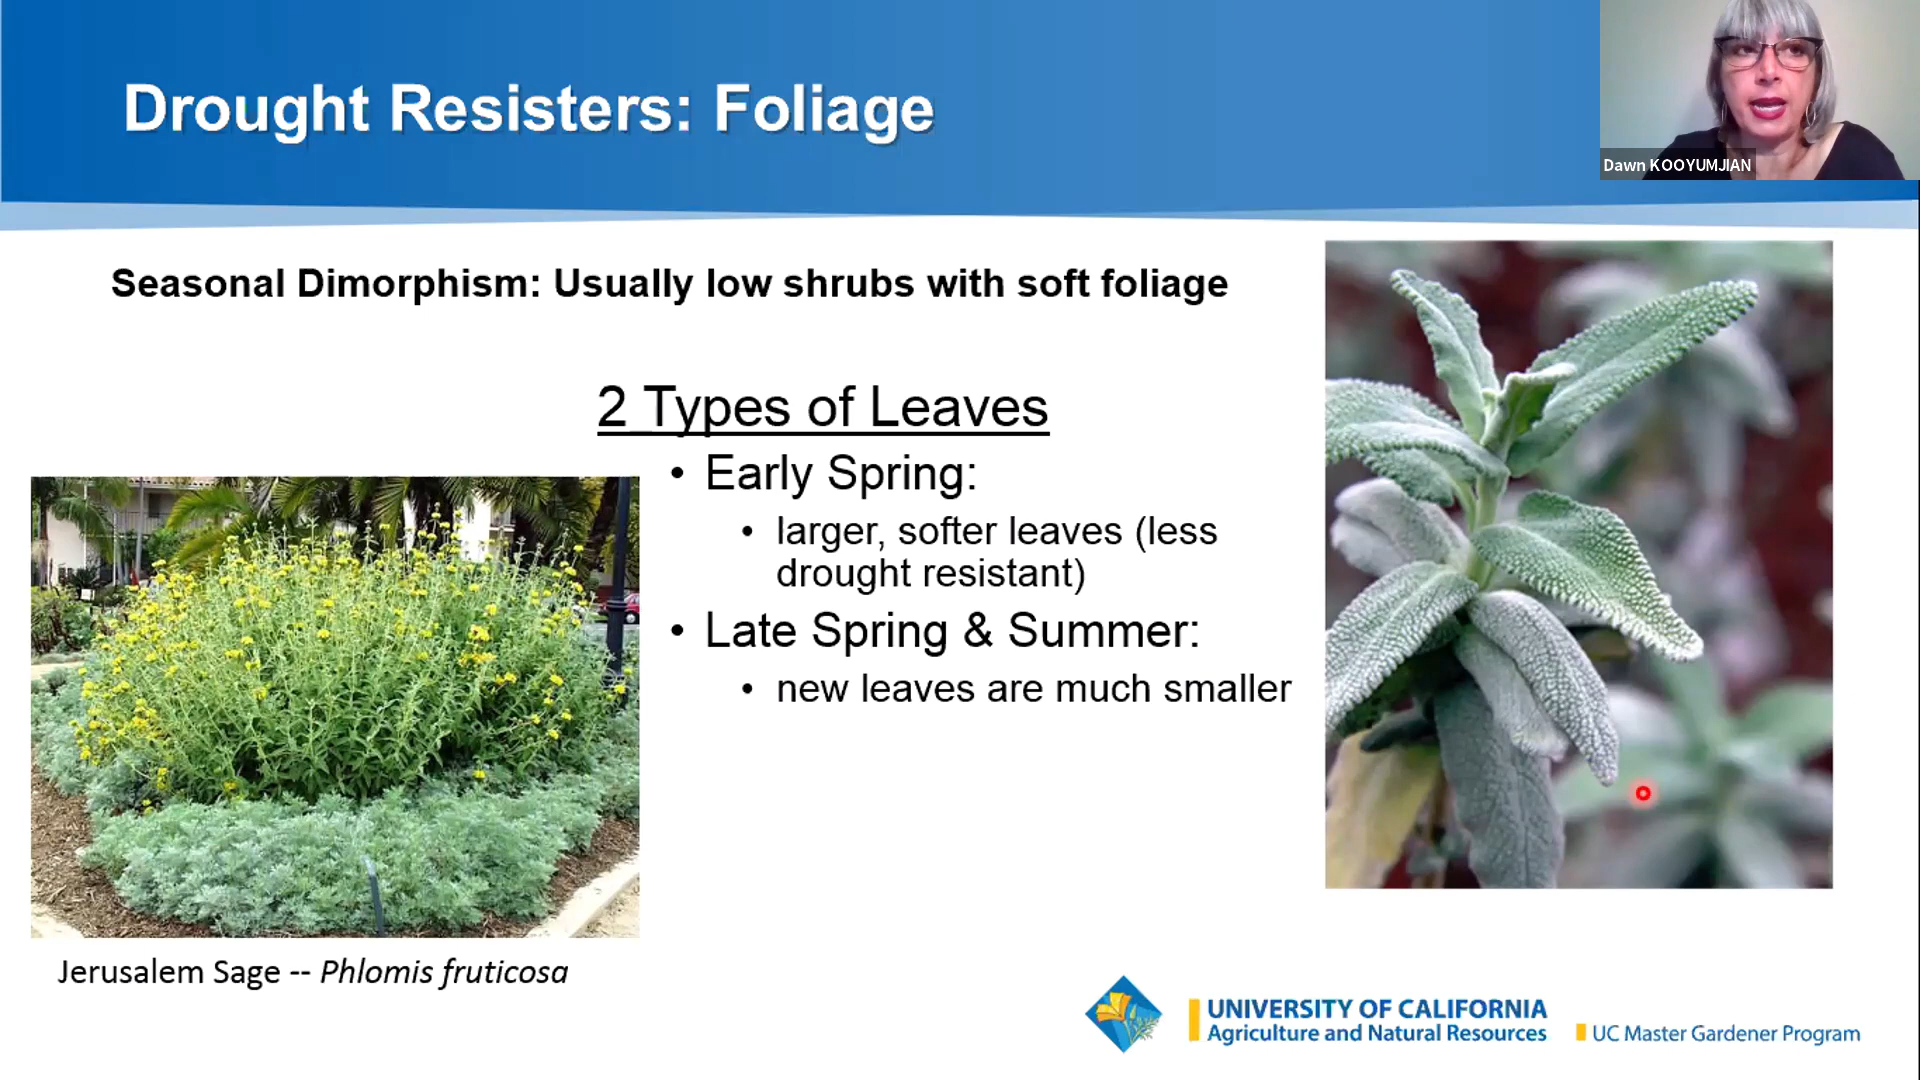 Drought Resisters: Foliage
Dawn KOOYUMJIAN
Seasonal Dimorphism: Usually low shrubs with soft foliage
2 Types of Leaves
• Early Spring:
• larger, softer leaves (less
drought resistant)
• Late Spring & Summer:
• new leaves are much smaller
Jerusalem Sage -- Phlomis fruticosa
UNIVERSITY OF CALIFORNIA
Agriculture and Natural Resources
UC Master Gardener Program